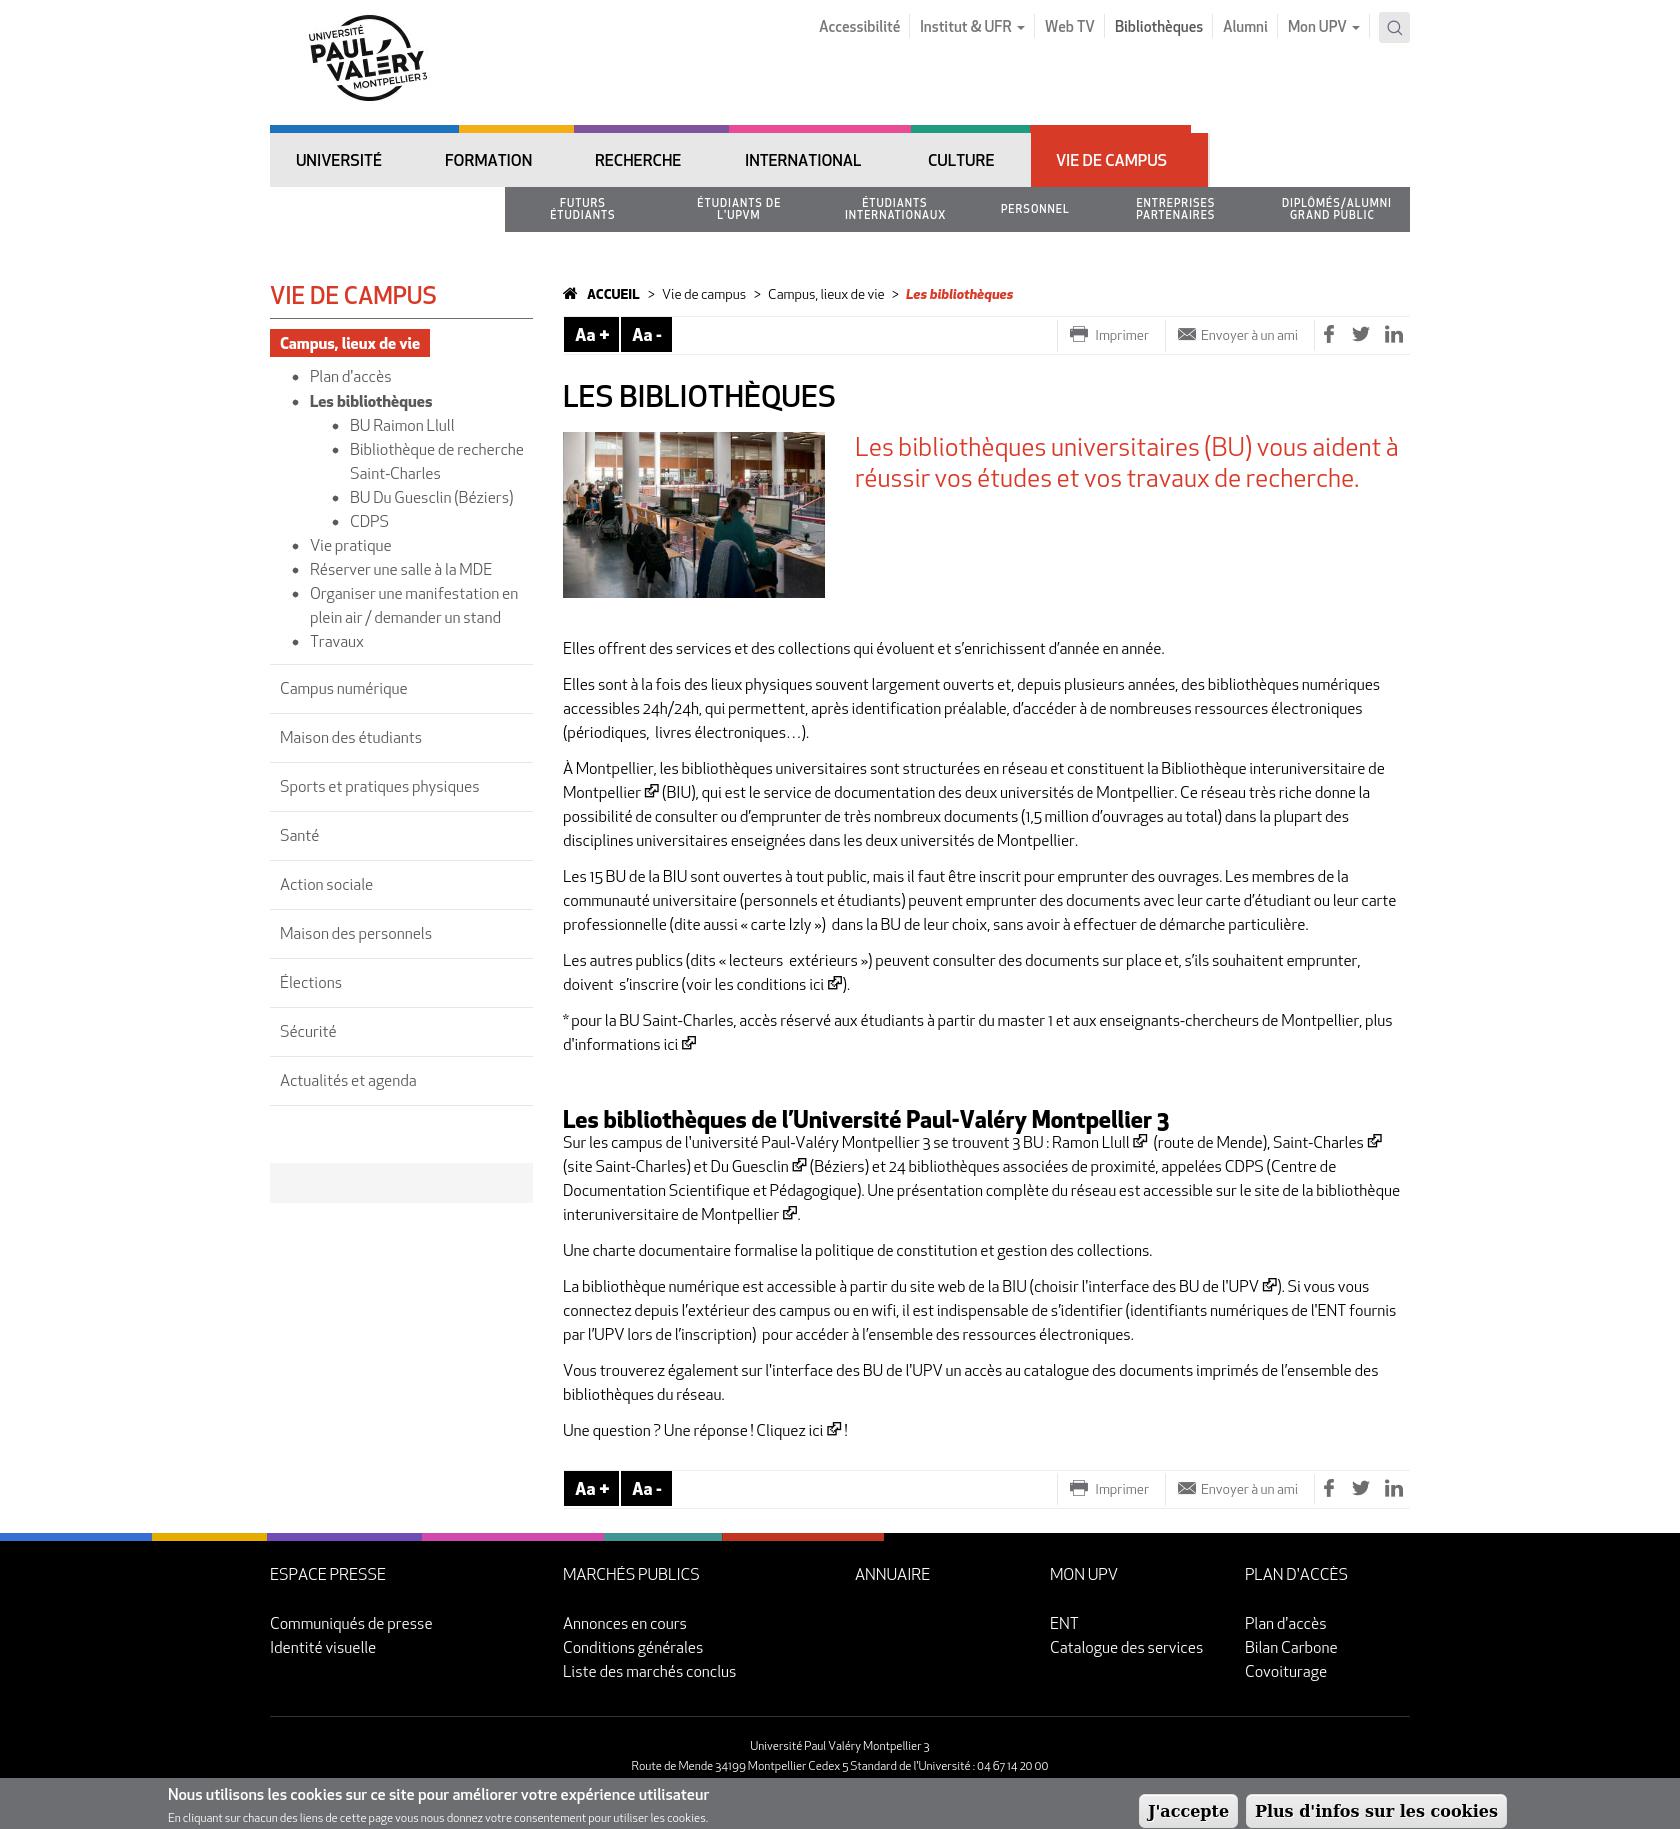 UNIVERSITÉ
PAUL
VALÉRY
MONTPELLIER 3
Accessibilité
Institut & UFR
Web TV
Bibliothèques
Alumni
Mon UPV
UNIVERSITÉ
FORMATION
RECHERCHE
INTERNATIONAL
CULTURE
VIE DE CAMPUS
FUTURS
ÉTUDIANTS
ÉTUDIANTS DE
L'UPVM
ÉTUDIANTS
INTERNATIONAUX
PERSONNEL
ENTREPRISES
PARTENAIRES
DIPLÔMÉS/ALUMNI
GRAND PUBLIC
VIE DE CAMPUS
Campus, lieux de vie
Plan d'accès
Les bibliothèques
BU Raimon Llull
Bibliothèque de recherche
Saint-Charles
BU Du Guesclin (Béziers)
CDPS
Vie pratique
Réserver une salle à la MDE
Organiser une manifestation en
plein air / demander un stand
Travaux
Campus numérique
Maison des étudiants
Sports et pratiques physiques
Santé
Action sociale
Maison des personnels
Élections
Sécurité
Actualités et agenda
ACCUEIL > Vie de campus > Campus, lieux de vie > Les bibliothèques
Aa + Aa -
Imprimer
Envoyer à un ami
LES BIBLIOTHÈQUES
Les bibliothèques universitaires (BU) vous aident à
réussir vos études et vos travaux de recherche.
Elles offrent des services et des collections qui évoluent et s’enrichissent d’année en année.
Elles sont à la fois des lieux physiques souvent largement ouverts et, depuis plusieurs années, des bibliothèques numériques
accessibles 24h/24h, qui permettent, après identification préalable, d’accéder à de nombreuses ressources électroniques
(périodiques, livres électroniques…).
À Montpellier, les bibliothèques universitaires sont structurées en réseau et constituent la Bibliothèque interuniversitaire de
Montpellier (BIU), qui est le service de documentation des deux universités de Montpellier. Ce réseau très riche donne la
possibilité de consulter ou d’emprunter de très nombreux documents (1,5 million d’ouvrages au total) dans la plupart des
disciplines universitaires enseignées dans les deux universités de Montpellier.
Les 15 BU de la BIU sont ouvertes à tout public, mais il faut être inscrit pour emprunter des ouvrages. Les membres de la
communauté universitaire (personnels et étudiants) peuvent emprunter des documents avec leur carte d’étudiant ou leur carte
professionnelle (dite aussi « carte Izly ») dans la BU de leur choix, sans avoir à effectuer de démarche particulière.
Les autres publics (dits « lecteurs extérieurs ») peuvent consulter des documents sur place et, s’ils souhaitent emprunter,
doivent s’inscrire (voir les conditions ici ).
* pour la BU Saint-Charles, accès réservé aux étudiants à partir du master 1 et aux enseignants-chercheurs de Montpellier, plus
d'informations ici
Les bibliothèques de l’Université Paul-Valéry Montpellier 3
Sur les campus de l'université Paul-Valéry Montpellier 3 se trouvent 3 BU : Ramon Llull (route de Mende), Saint-Charles
(site Saint-Charles) et Du Guesclin (Béziers) et 24 bibliothèques associées de proximité, appelées CDPS (Centre de
Documentation Scientifique et Pédagogique). Une présentation complète du réseau est accessible sur le site de la bibliothèque
interuniversitaire de Montpellier .
Une charte documentaire formalise la politique de constitution et gestion des collections.
La bibliothèque numérique est accessible à partir du site web de la BIU (choisir l'interface des BU de l'UPV ). Si vous vous
connectez depuis l’extérieur des campus ou en wifi, il est indispensable de s’identifier (identifiants numériques de l'ENT fournis
par l’UPV lors de l’inscription) pour accéder à l’ensemble des ressources électroniques.
Vous trouverez également sur l'interface des BU de l'UPV un accès au catalogue des documents imprimés de l’ensemble des
bibliothèques du réseau.
Une question ? Une réponse ! Cliquez ici !
Aa + Aa -
Imprimer
Envoyer à un ami
ESPACE PRESSE
Communiqués de presse
Identité visuelle
MARCHÉS PUBLICS
Annonces en cours
Conditions générales
Liste des marchés conclus
ANNUAIRE
MON UPV
ENT
Catalogue des services
PLAN D'ACCÈS
Plan d'accès
Bilan Carbone
Covoiturage
Université Paul Valéry Montpellier 3
Route de Mende 34199 Montpellier Cedex 5 Standard de l'Université : 04 67 14 20 00
Nous utilisons les cookies sur ce site pour améliorer votre expérience utilisateur
En cliquant sur chacun des liens de cette page vous nous donnez votre consentement pour utiliser les cookies.
J'accepte
Plus d'infos sur les cookies